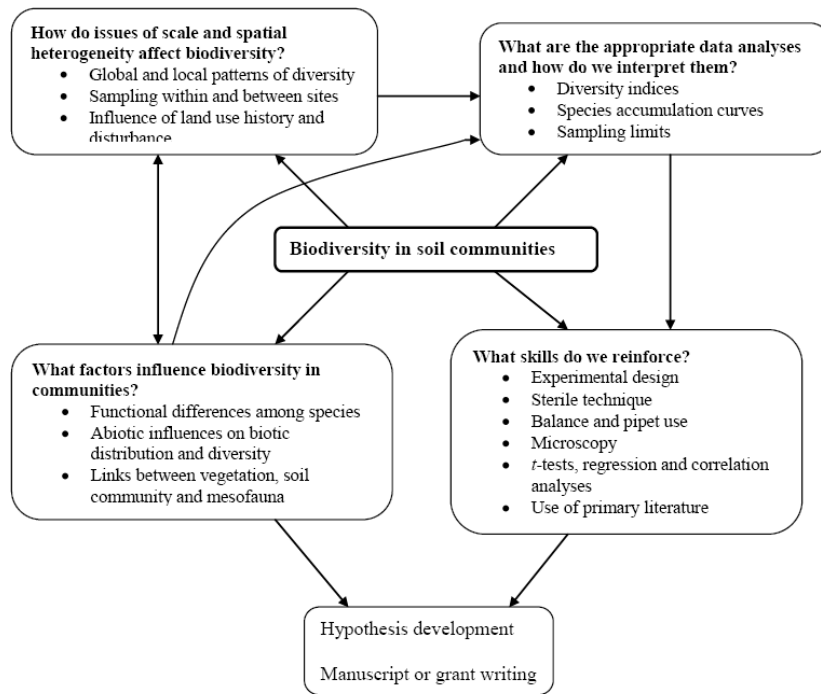 How do issues of scale and spatial
heterogeneity affect biodiversity?
• Global and local patterns of diversity
• Sampling within and between sites
• Influence of land use history and
disturbance
What are the appropriate data analyses
and how do we interpret them?
• Diversity indices
• Species accumulation curves
• Sampling limits
Biodiversity in soil communities
What factors influence biodiversity in
communities?
• Functional differences among species
• Abiotic influences on biotic
distribution and diversity
• Links between vegetation, soil
community and mesofauna
What skills do we reinforce?
• Experimental design
• Sterile technique
• Balance and pipet use
• Microscopy
• t-tests, regression and correlation
analyses
• Use of primary literature
Hypothesis development
Manuscript or grant writing